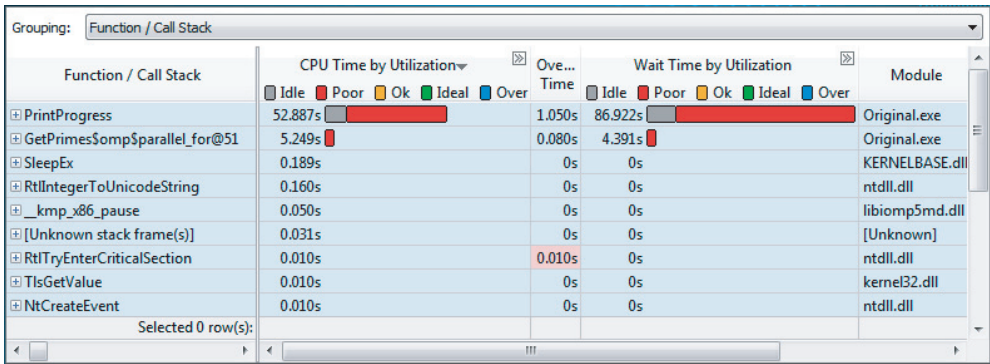 Grouping: Function / Call Stack
Function / Call Stack CPU Time by Utilization Ove... Time Wait Time by Utilization Module
Idle Poor Ok Ideal Over Idle Poor Ok Ideal Over
PrintProgress 52.887s 1.050s 86.922s Original.exe
GetPrimes$omp$parallel_for@51 5.249s 0.080s 4.391s Original.exe
SleepEx 0.189s 0s 0s KERNELBASE.dll
RtlIntegerToUnicodeString 0.160s 0s 0s ntdll.dll
__kmp_x86_pause 0.050s 0s 0s libiomp5md.dll
[Unknown stack frame(s)] 0.031s 0s 0s [Unknown]
RtlTryEnterCriticalSection 0.010s 0.010s 0s ntdll.dll
TlsGetValue 0.010s 0s 0s kernel32.dll
NtCreateEvent 0.010s 0s 0s ntdll.dll
Selected 0 row(s):